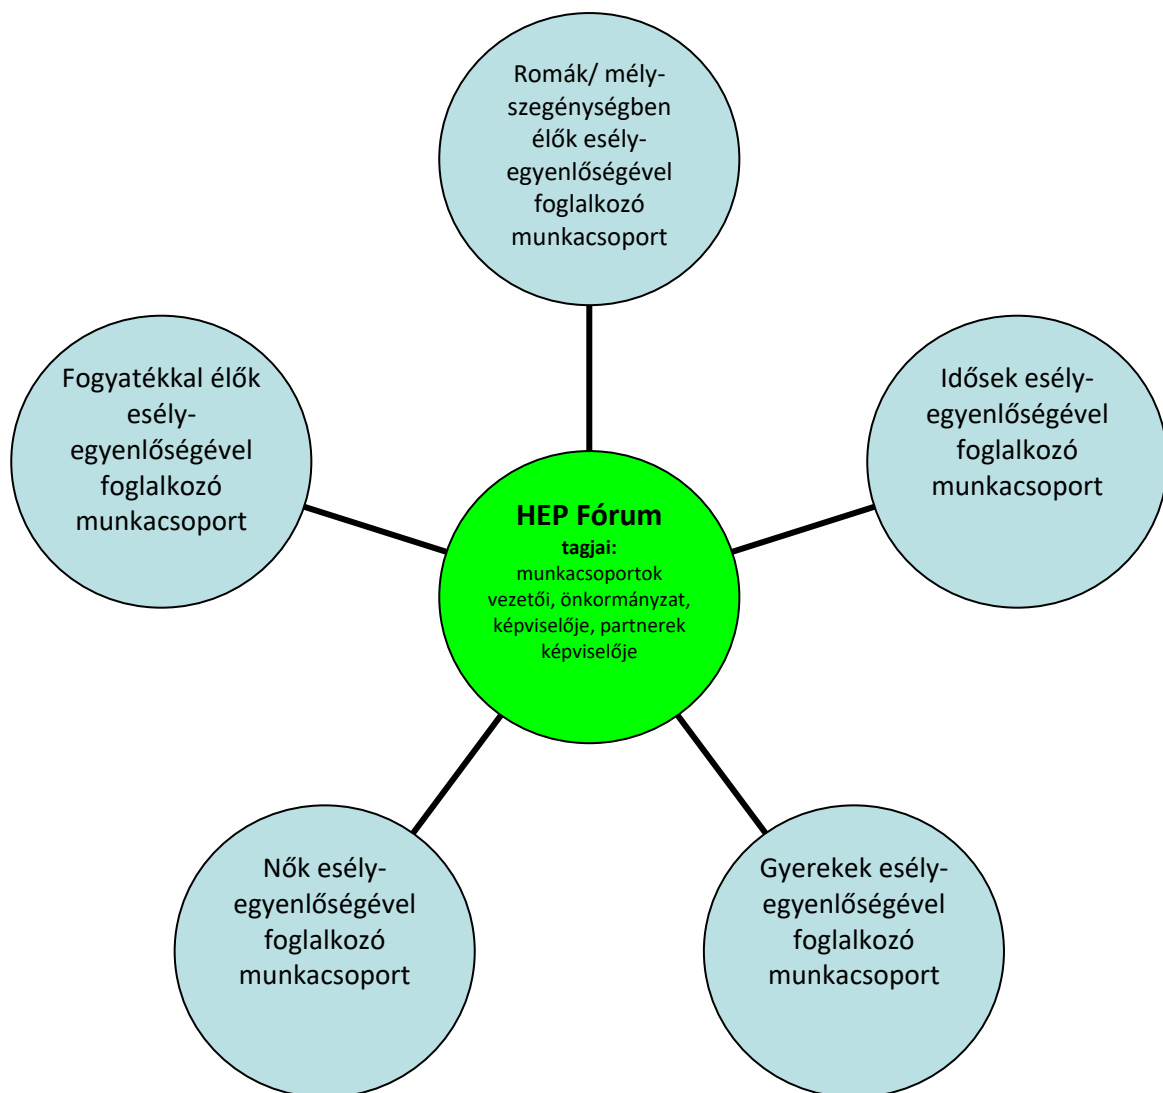 Romák/ mély-
szegénységben
élők esély-
egyenlőségével
foglalkozó
munkacsoport
Fogyatékkal élők
esély-
egyenlőségével
foglalkozó
munkacsoport
Idősek esély-
egyenlőségével
foglalkozó
munkacsoport
HEP Fórum
tagjai:
munkacsoportok
vezetői, önkormányzat,
képviselője, partnerek
képviselője
Nők esély-
egyenlőségével
foglalkozó
munkacsoport
Gyerekek esély-
egyenlőségével
foglalkozó
munkacsoport